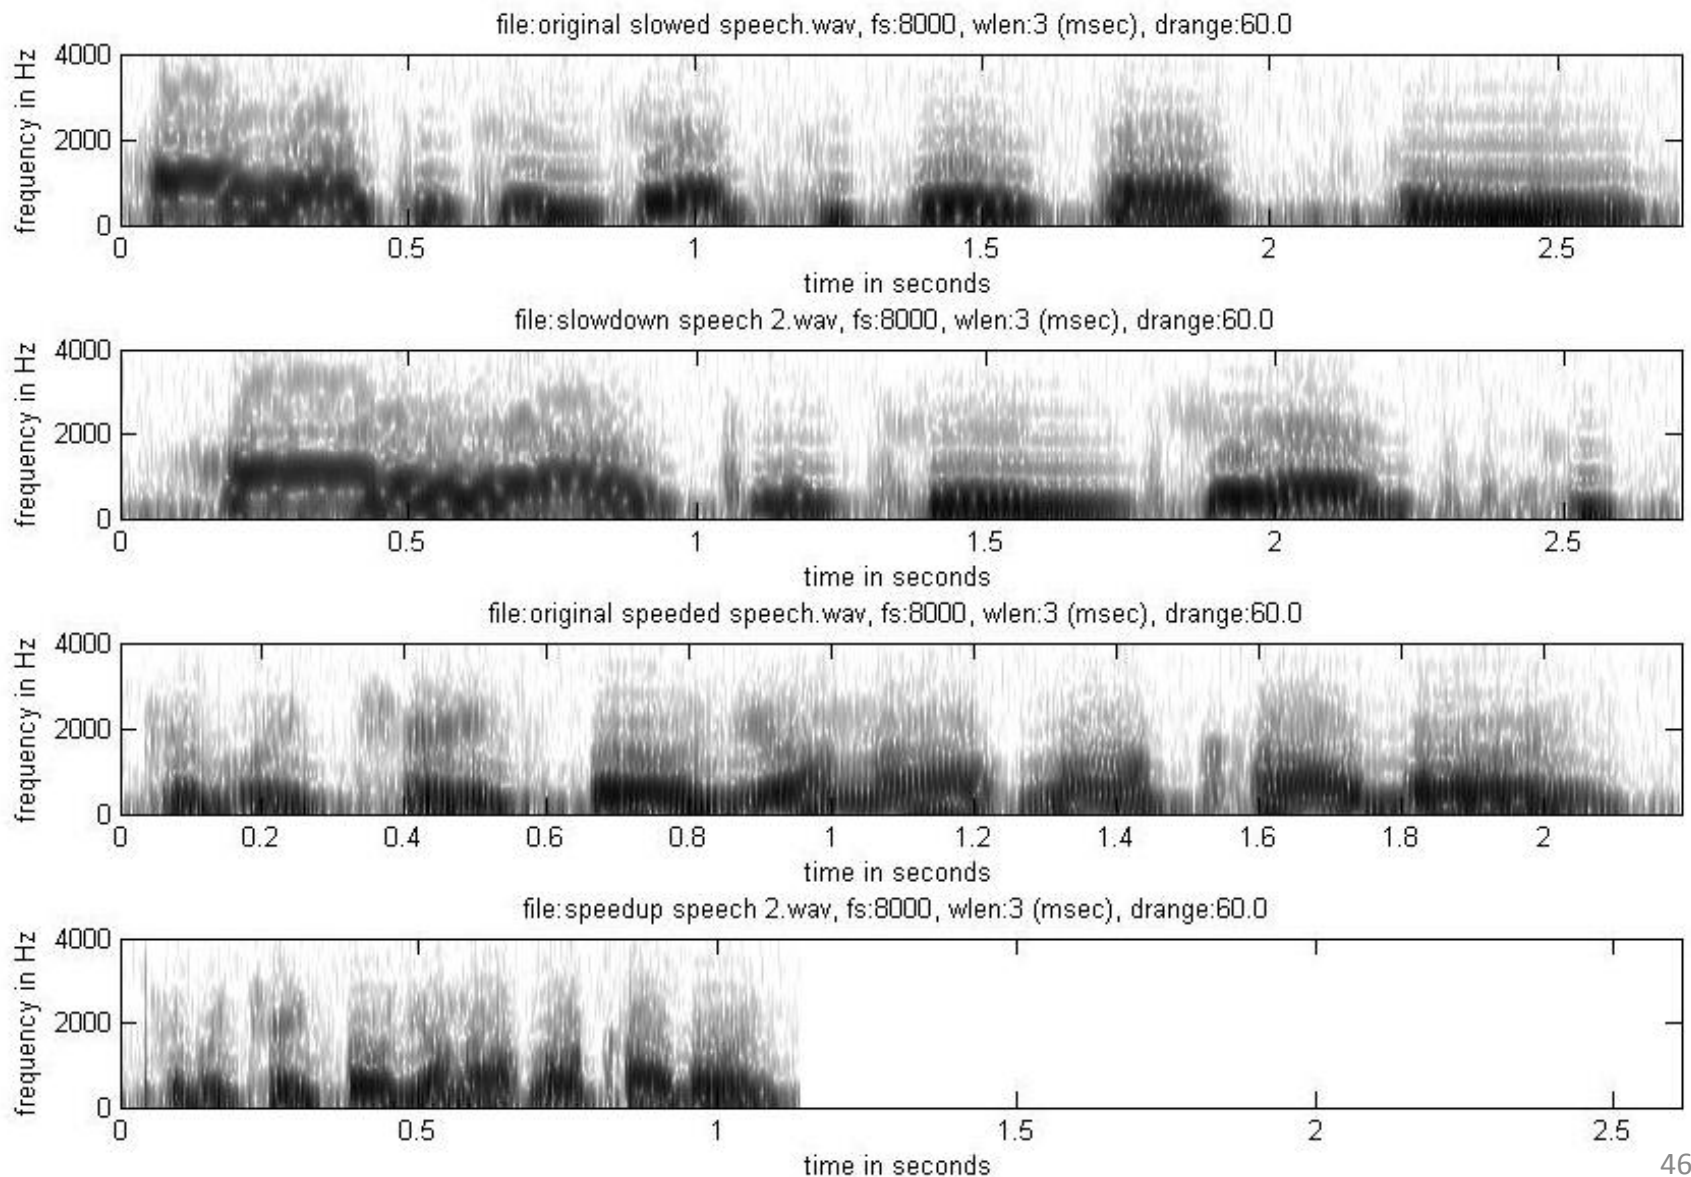 file:original slowed speech.wav, fs:8000, wlen:3 (msec), drange:60.0
frequency in Hz
4000
2000
0
0 0.5 1 1.5 2 2.5
time in seconds
file:slowdown speech 2.wav, fs:8000, wlen:3 (msec), drange:60.0
frequency in Hz
4000
2000
0
0 0.5 1 1.5 2 2.5
time in seconds
file:original speeded speech.wav, fs:8000, wlen:3 (msec), drange:60.0
frequency in Hz
4000
2000
0
0 0.2 0.4 0.6 0.8 1 1.2 1.4 1.6 1.8 2
time in seconds
file:speedup speech 2.wav, fs:8000, wlen:3 (msec), drange:60.0
frequency in Hz
4000
2000
0
0 0.5 1 1.5 2 2.5
time in seconds
46